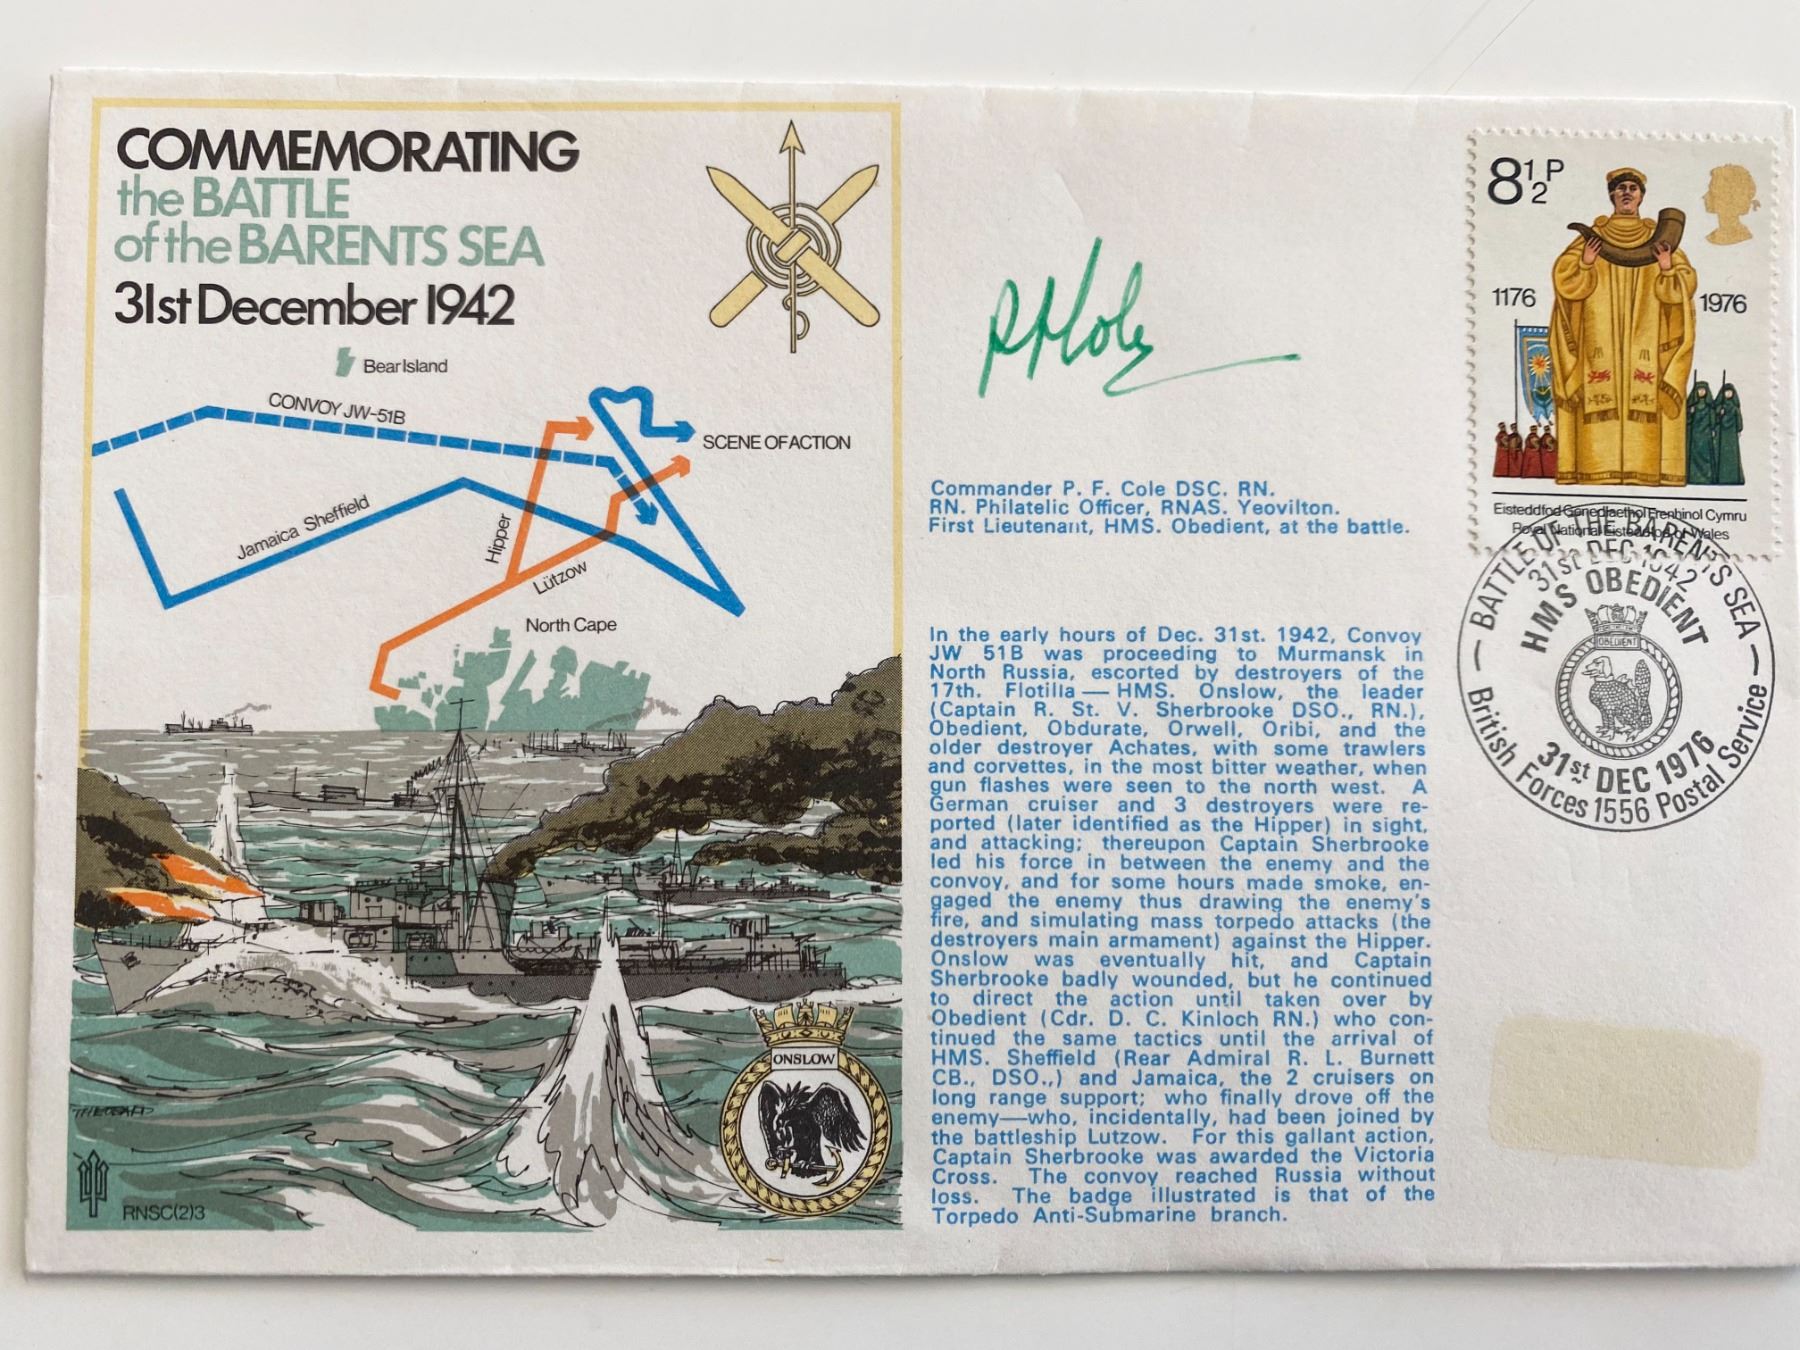 COMMEMORATING
the BATTLE
of the BARENTS SEA
31st December 1942
Bear Island
CONVOY JW-51B
SCENE OF ACTION
Jamaica Sheffield
Hipper
Lützow
North Cape
ONSLOW
RNSC(2)3
Commander P. F. Cole DSC. RN.
RN. Philatelic Officer, RNAS. Yeovilton.
First Lieutenant, HMS. Obedient, at the battle.
In the early hours of Dec. 31st. 1942, Convoy
JW 51B was proceeding to Murmansk in
North Russia, escorted by destroyers of the
17th. Flotilla — HMS. Onslow, the leader
(Captain R. St. V. Sherbrooke DSO., RN.),
Obedient, Obdurate, Orwell, Oribi, and the
older destroyer Achates, with some trawlers
and corvettes, in the most bitter weather, when
gun flashes were seen to the north west. A
German cruiser and 3 destroyers were re-
ported (later identified as the Hipper) in sight,
and attacking; thereupon Captain Sherbrooke
led his force in between the enemy and the
convoy, and for some hours made smoke, en-
gaged the enemy thus drawing the enemy's
fire, and simulating mass torpedo attacks (the
destroyers main armament) against the Hipper.
Onslow was eventually hit, and Captain
Sherbrooke badly wounded, but he continued
to direct the action until taken over by
Obedient (Cdr. D. C. Kinloch RN.) who con-
tinued the same tactics until the arrival of
HMS. Sheffield (Rear Admiral R. L. Burnett
CB., DSO.,) and Jamaica, the 2 cruisers on
long range support; who finally drove off the
enemy—who, incidentally, had been joined by
the battleship Lutzow. For this gallant action,
Captain Sherbrooke was awarded the Victoria
Cross. The convoy reached Russia without
loss. The badge illustrated is that of the
Torpedo Anti-Submarine branch.
8½P
1176
1976
Eisteddfod Genedlaethol Frenhinol Cymru
Royal National Eisteddfod of Wales
BATTLE OF THE BARENTS SEA
31st DEC 1942
HMS OBEDIENT
OBEDIENT
31st DEC 1976
British Forces 1556 Postal Service